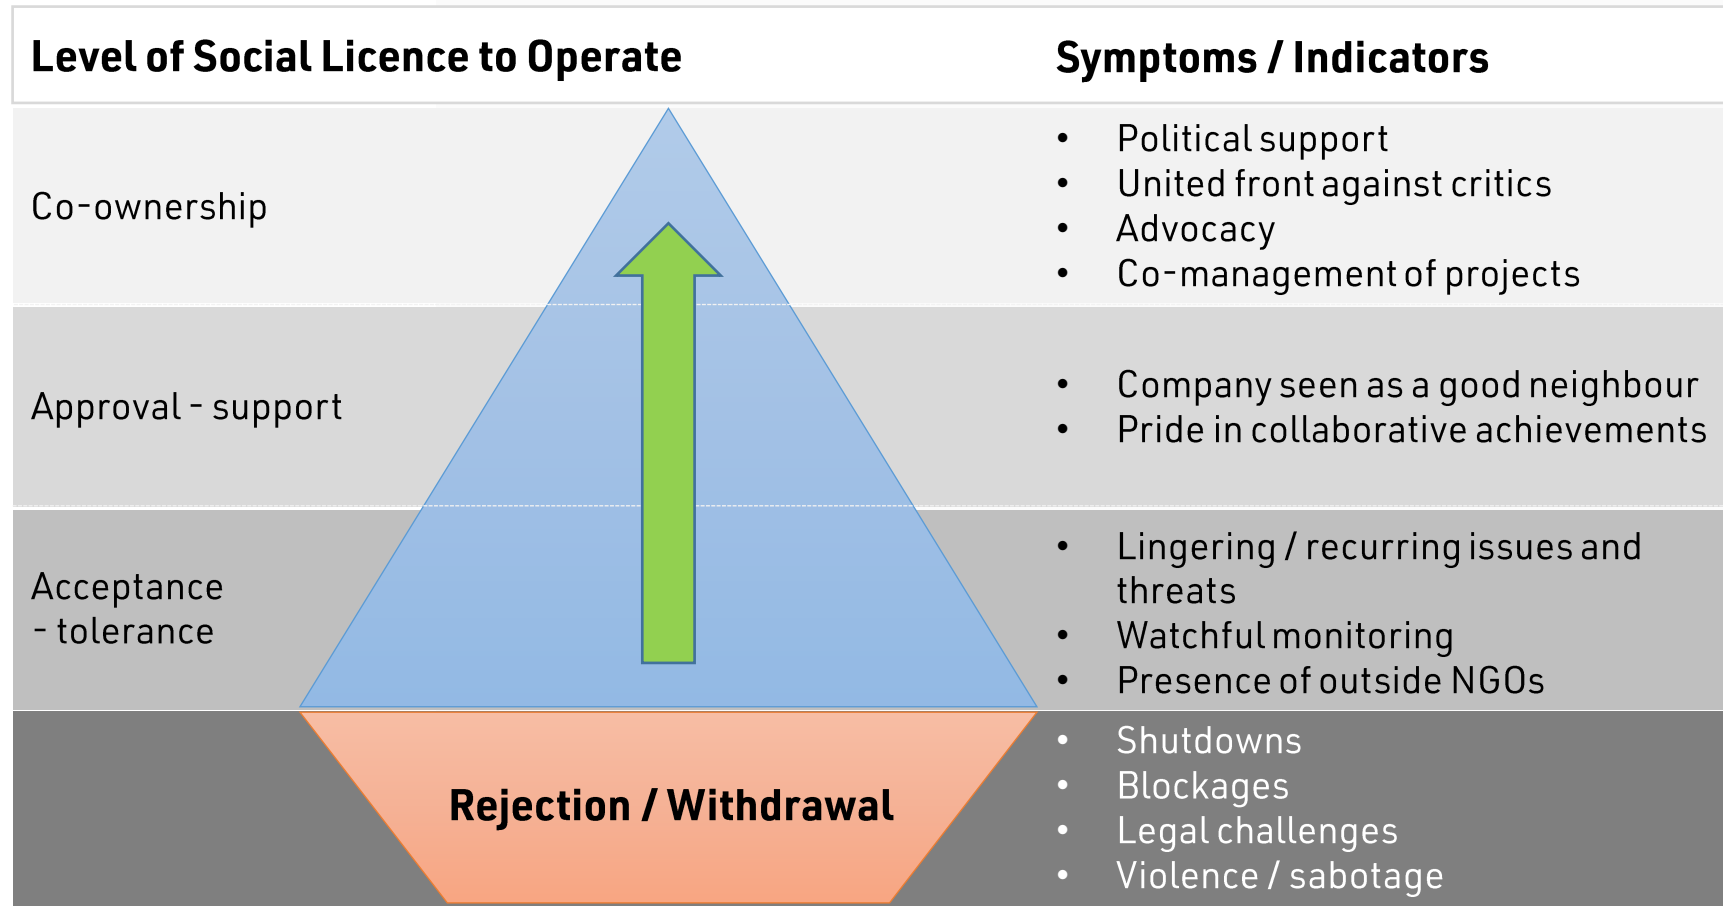 Level of Social Licence to Operate
Symptoms / Indicators
Co-ownership
• Political support
• United front against critics
• Advocacy
• Co-management of projects
Approval - support
• Company seen as a good neighbour
• Pride in collaborative achievements
Acceptance
- tolerance
• Lingering / recurring issues and
threats
• Watchful monitoring
• Presence of outside NGOs
Rejection / Withdrawal
• Shutdowns
• Blockages
• Legal challenges
• Violence / sabotage